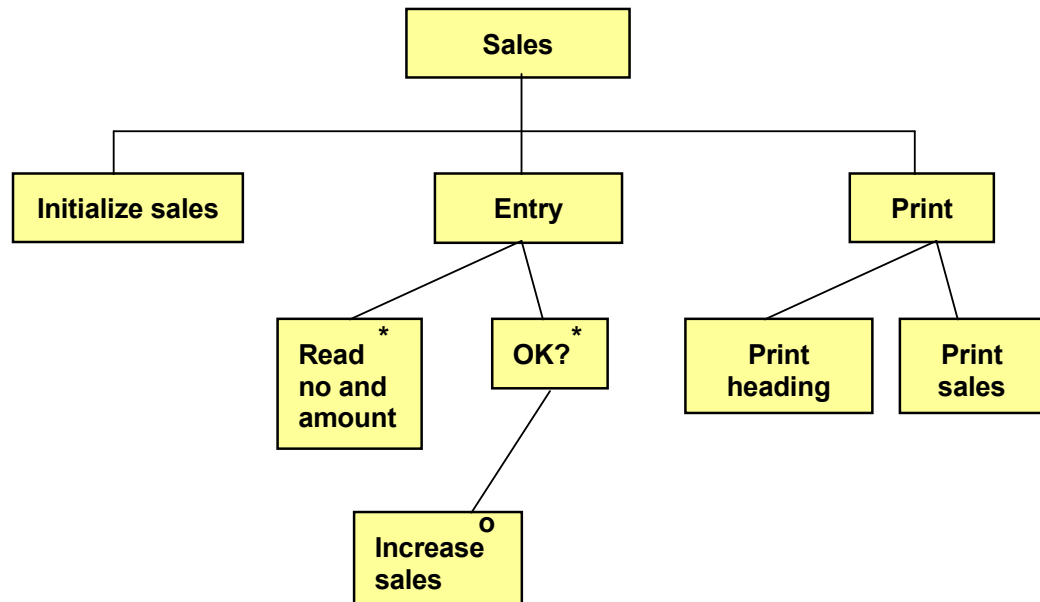 Sales
Initialize sales
Entry
Print
Read *
no and
amount
OK? *
Print
heading
Print
sales
o
Increase
sales